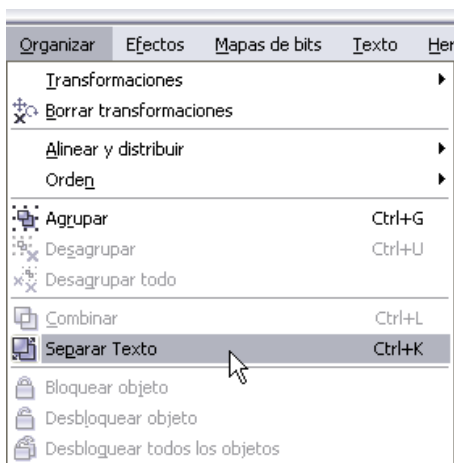 Organizar Efectos Mapas de bits Texto Her
Transformaciones
Borrar transformaciones
Alinear y distribuir
Orden
Agrupar Ctrl+G
Desagrupar Ctrl+U
Desagrupar todo
Combinar Ctrl+L
Separar Texto Ctrl+K
Bloquear objeto
Desbloquear objeto
Desbloquear todos los objetos